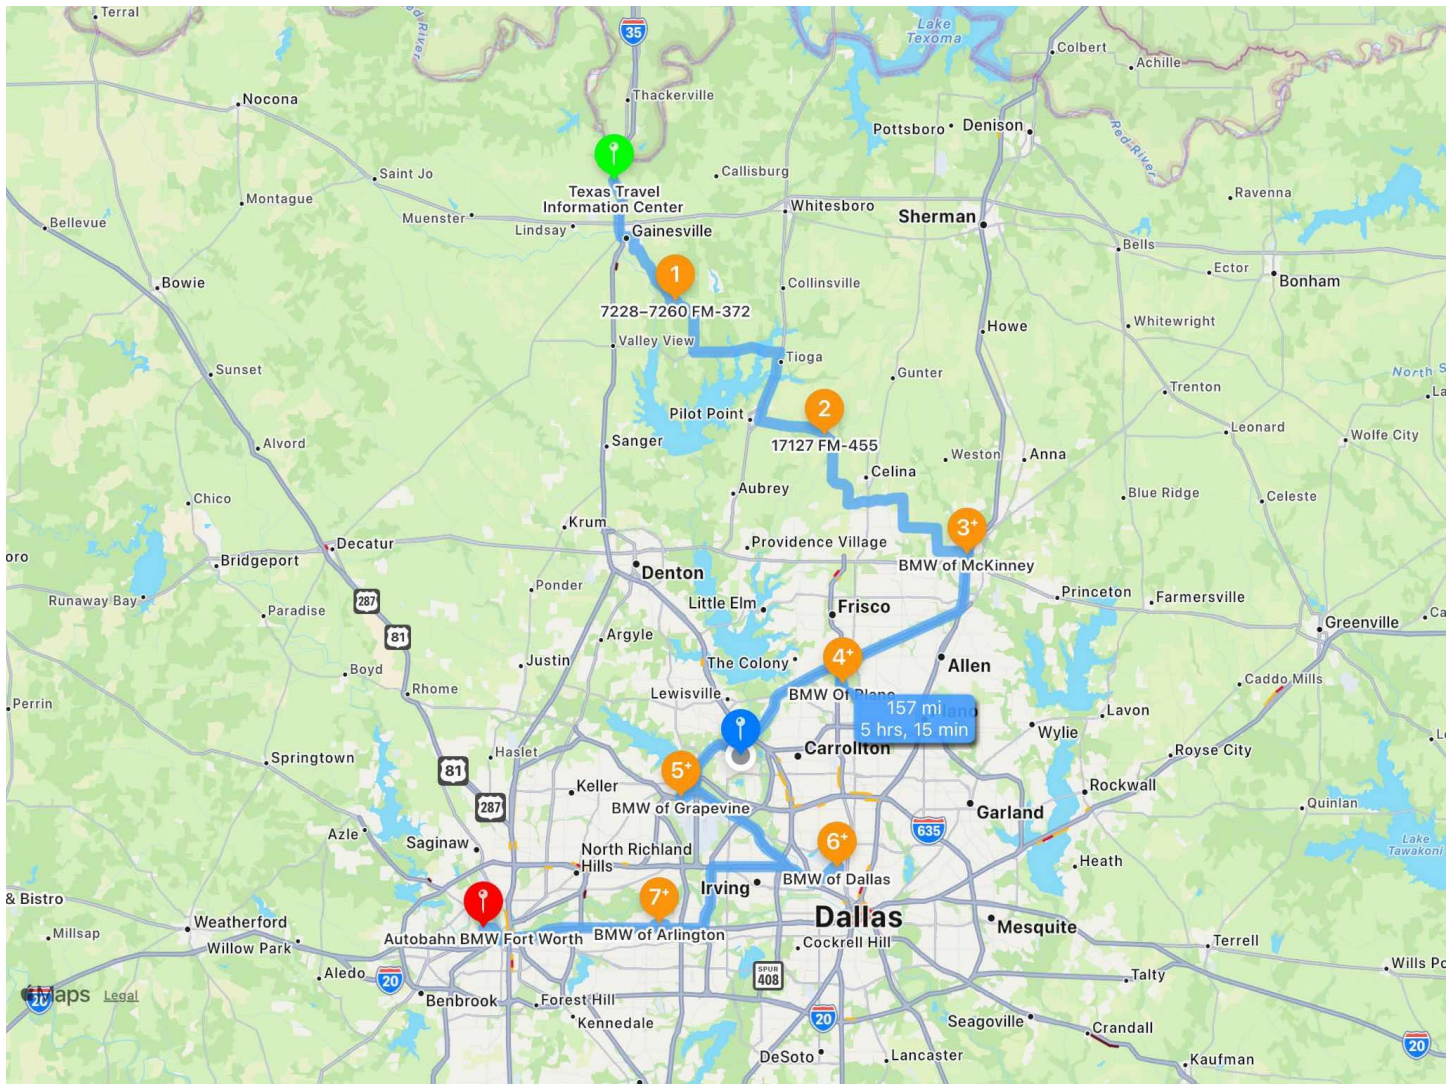 Terral
Red River
35
Lake
Texoma
Colbert
Achille
Nocona
Thackerville
Pottsboro
Denison
Red River
Saint Jo
Callisburg
Ravenna
Texas Travel
Information Center
Montague
Muenster
Whitesboro
Sherman
Bellevue
Lindsay
Gainesville
Bells
Ector
Bonham
Bowie
1
Collinsville
7228–7260 FM-372
Whitewright
Howe
Valley View
Tioga
Sunset
Gunter
North S
Trenton
La
2
Pilot Point
17127 FM-455
Leonard
Wolfe City
Alvord
Sanger
Weston
Anna
Celina
Chico
Aubrey
Blue Ridge
Celeste
Krum
3+
oro
Decatur
Providence Village
BMW of McKinney
Bridgeport
Denton
Ponder
Princeton
Farmersville
Runaway Bay
287
Paradise
Little Elm
Frisco
Ca
Greenville
81
Argyle
4+
Justin
The Colony
Allen
Boyd
Rhome
Lewisville
BMW Of Plano
Caddo Mills
Perrin
157 mi
5 hrs, 15 min
Lavon
Wylie
Lo
Springtown
Haslet
Carrollton
Royse City
81
5+
Keller
Rockwall
287
BMW of Grapevine
Garland
Quinlan
Azle
Saginaw
6+
635
Lake
Tawakoni
North Richland
Hills
Heath
BMW of Dallas
Irving
& Bistro
7+
Weatherford
Dallas
Mesquite
Millsap
Willow Park
Autobahn BMW Fort Worth
BMW of Arlington
Cockrell Hill
Terrell
Wills Po
Aledo
20
SPUR
408
Talty
Maps
Legal
20
Benbrook
Forest Hill
Kennedale
20
Seagoville
Crandall
20
DeSoto
Lancaster
Kaufman